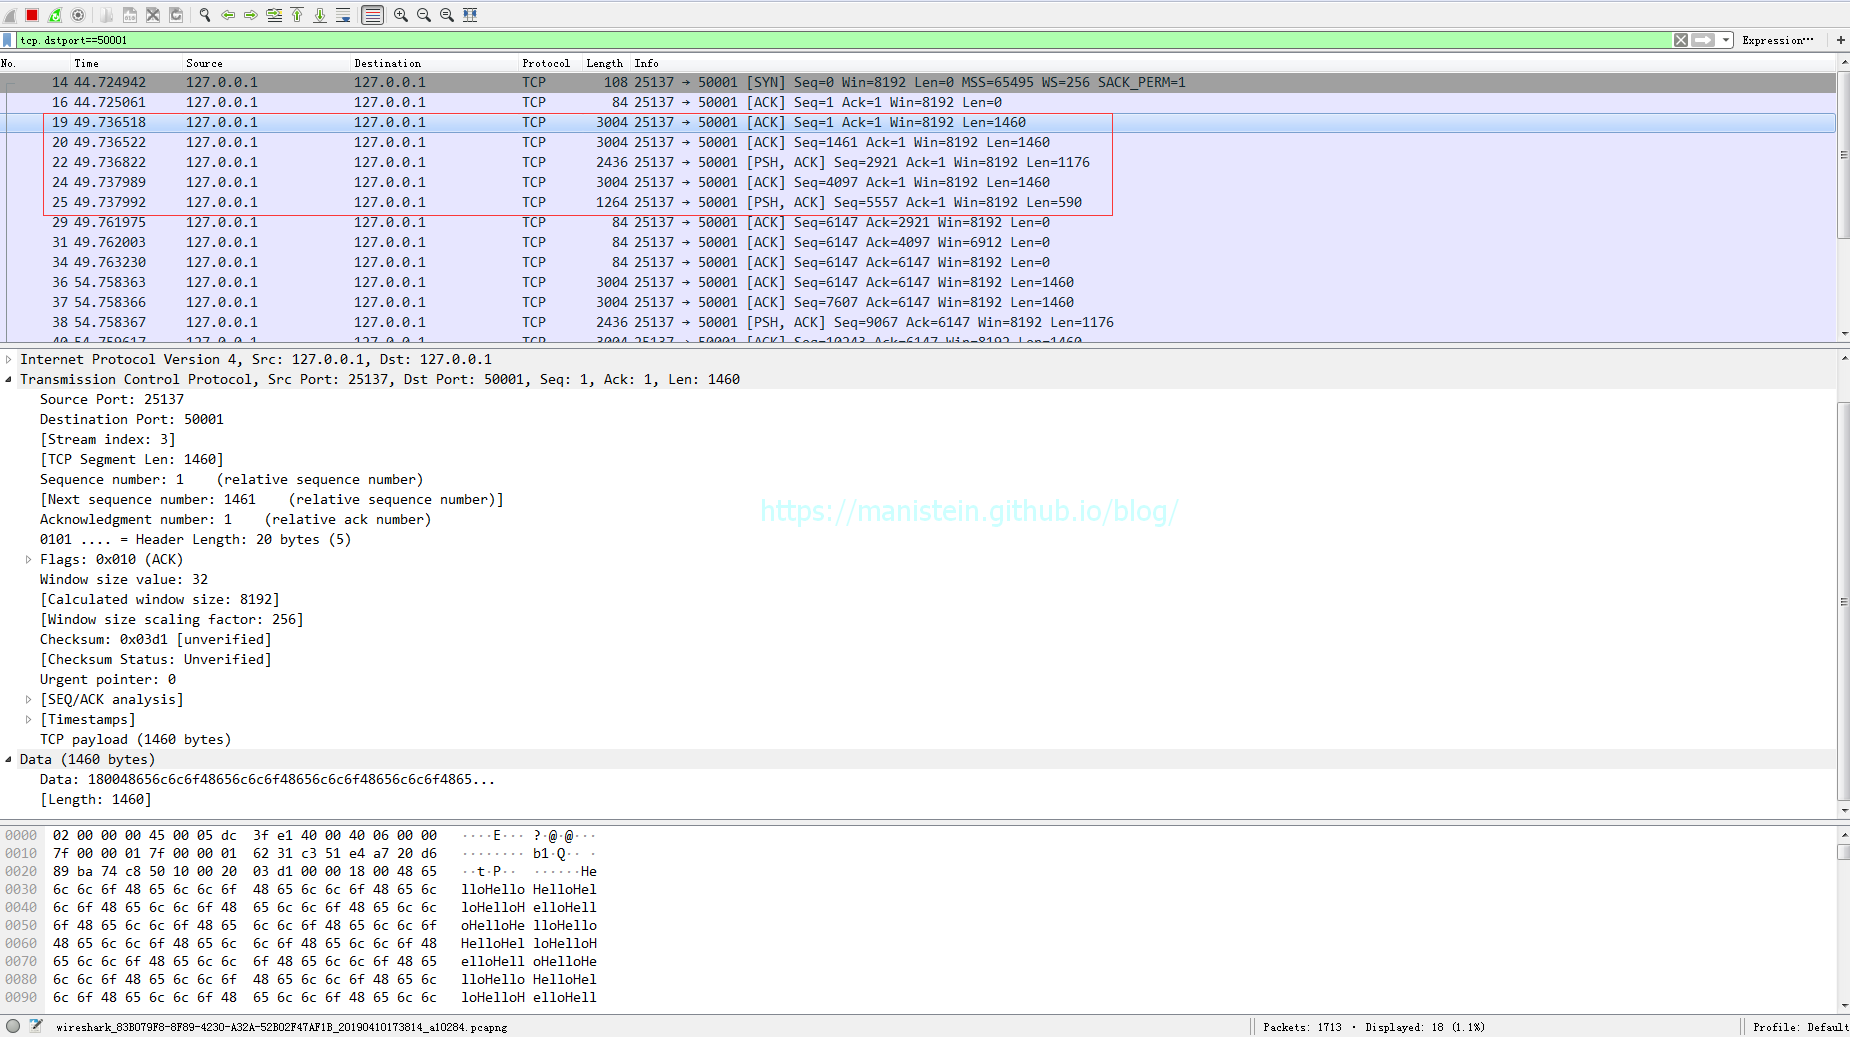 tcp.dstport==50001
Expression…
+
No. Time Source Destination Protocol Length Info
14 44.724942 127.0.0.1 127.0.0.1 TCP 108 25137 → 50001 [SYN] Seq=0 Win=8192 Len=0 MSS=65495 WS=256 SACK_PERM=1
16 44.725061 127.0.0.1 127.0.0.1 TCP 84 25137 → 50001 [ACK] Seq=1 Ack=1 Win=8192 Len=0
19 49.736518 127.0.0.1 127.0.0.1 TCP 3004 25137 → 50001 [ACK] Seq=1 Ack=1 Win=8192 Len=1460
20 49.736522 127.0.0.1 127.0.0.1 TCP 3004 25137 → 50001 [ACK] Seq=1461 Ack=1 Win=8192 Len=1460
22 49.736822 127.0.0.1 127.0.0.1 TCP 2436 25137 → 50001 [PSH, ACK] Seq=2921 Ack=1 Win=8192 Len=1176
24 49.737989 127.0.0.1 127.0.0.1 TCP 3004 25137 → 50001 [ACK] Seq=4097 Ack=1 Win=8192 Len=1460
25 49.737992 127.0.0.1 127.0.0.1 TCP 1264 25137 → 50001 [PSH, ACK] Seq=5557 Ack=1 Win=8192 Len=590
29 49.761975 127.0.0.1 127.0.0.1 TCP 84 25137 → 50001 [ACK] Seq=6147 Ack=2921 Win=8192 Len=0
31 49.762003 127.0.0.1 127.0.0.1 TCP 84 25137 → 50001 [ACK] Seq=6147 Ack=4097 Win=6912 Len=0
34 49.763230 127.0.0.1 127.0.0.1 TCP 84 25137 → 50001 [ACK] Seq=6147 Ack=6147 Win=8192 Len=0
36 54.758363 127.0.0.1 127.0.0.1 TCP 3004 25137 → 50001 [ACK] Seq=6147 Ack=6147 Win=8192 Len=1460
37 54.758366 127.0.0.1 127.0.0.1 TCP 3004 25137 → 50001 [ACK] Seq=7607 Ack=6147 Win=8192 Len=1460
38 54.758367 127.0.0.1 127.0.0.1 TCP 2436 25137 → 50001 [PSH, ACK] Seq=9067 Ack=6147 Win=8192 Len=1176
40 54.759617 127.0.0.1 127.0.0.1 TCP 3004 25137 → 50001 [ACK] Seq=10243 Ack=6147 Win=8192 Len=1460
Internet Protocol Version 4, Src: 127.0.0.1, Dst: 127.0.0.1
Transmission Control Protocol, Src Port: 25137, Dst Port: 50001, Seq: 1, Ack: 1, Len: 1460
Source Port: 25137
Destination Port: 50001
[Stream index: 3]
[TCP Segment Len: 1460]
Sequence number: 1 (relative sequence number)
[Next sequence number: 1461 (relative sequence number)]
https://manistein.github.io/blog/
Acknowledgment number: 1 (relative ack number)
0101 .... = Header Length: 20 bytes (5)
Flags: 0x010 (ACK)
Window size value: 32
[Calculated window size: 8192]
[Window size scaling factor: 256]
Checksum: 0x03d1 [unverified]
[Checksum Status: Unverified]
Urgent pointer: 0
[SEQ/ACK analysis]
[Timestamps]
TCP payload (1460 bytes)
Data (1460 bytes)
Data: 180048656c6c6f48656c6c6f48656c6c6f48656c6c6f4865...
[Length: 1460]
0000 02 00 00 00 45 00 05 dc 3f e1 40 00 40 06 00 00 ····E··· ?·@·@···
0010 7f 00 00 01 7f 00 00 01 62 31 c3 51 e4 a7 20 d6 ········ b1·Q·· ·
0020 89 ba 74 c8 50 10 00 20 03 d1 00 00 18 00 48 65 ··t·P·· ······He
0030 6c 6c 6f 48 65 6c 6c 6f 48 65 6c 6c 6f 48 65 6c lloHello HelloHel
0040 6c 6f 48 65 6c 6c 6f 48 65 6c 6c 6f 48 65 6c 6c loHelloH elloHell
0050 6f 48 65 6c 6c 6f 48 65 6c 6c 6f 48 65 6c 6c 6f oHelloHe lloHello
0060 48 65 6c 6c 6f 48 65 6c 6c 6f 48 65 6c 6c 6f 48 HelloHel loHelloH
0070 65 6c 6c 6f 48 65 6c 6c 6f 48 65 6c 6c 6f 48 65 elloHell oHelloHe
0080 6c 6c 6f 48 65 6c 6c 6f 48 65 6c 6c 6f 48 65 6c lloHello HelloHel
0090 6c 6f 48 65 6c 6c 6f 48 65 6c 6c 6f 48 65 6c 6c loHelloH elloHell
wireshark_83B079F8-8F89-4230-A32A-52B02F47AF1B_20190410173814_a10284.pcapng
Packets: 1713 · Displayed: 18 (1.1%)
Profile: Default